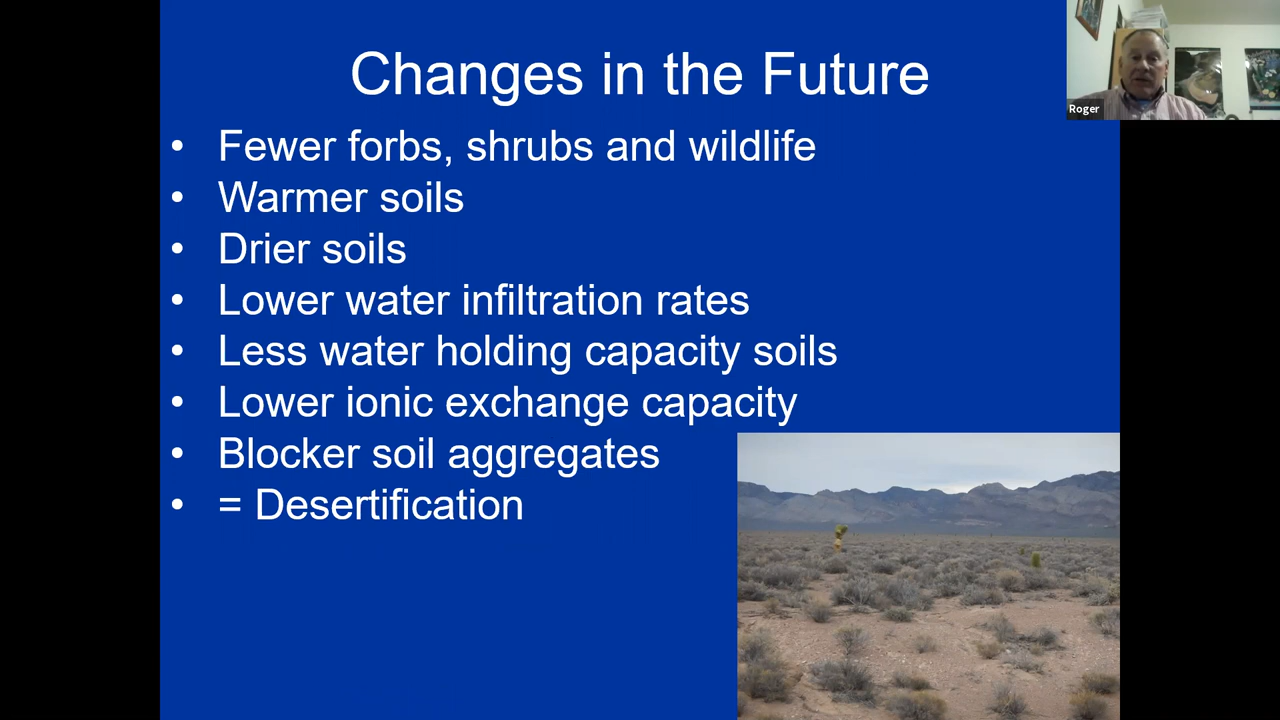 Changes in the Future
Roger
• Fewer forbs, shrubs and wildlife
• Warmer soils
• Drier soils
• Lower water infiltration rates
• Less water holding capacity soils
• Lower ionic exchange capacity
• Blocker soil aggregates
• = Desertification